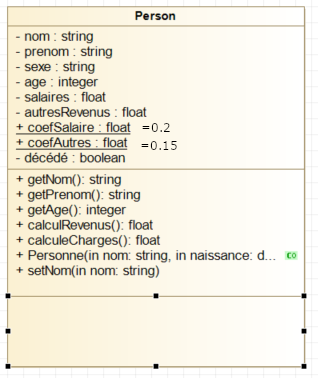 Person
- nom : string
- prenom : string
- sexe : string
- age : integer
- salaires : float
- autresRevenus : float
+ coefSalaire : float =0.2
+ coefAutres : float =0.15
- décédé : boolean
+ getNom(): string
+ getPrenom(): string
+ getAge(): integer
+ calculRevenus(): float
+ calculeCharges(): float
+ Personne(in nom: string, in naissance: d...
+ setNom(in nom: string)